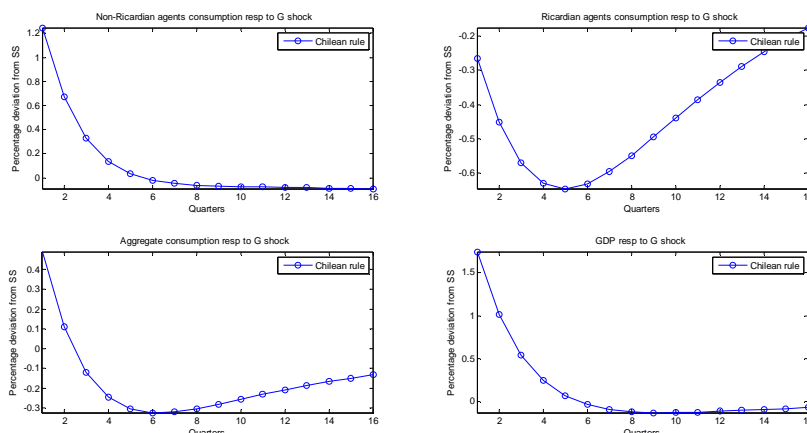 Non-Ricardian agents consumption resp to G shock
Percentage deviation from SS
1.2
1
0.8
0.6
0.4
0.2
0
Chilean rule
2 4 6 8 10 12 14 16
Quarters
Ricardian agents consumption resp to G shock
Percentage deviation from SS
-0.2
-0.3
-0.4
-0.5
-0.6
Chilean rule
2 4 6 8 10 12 14 16
Quarters
Aggregate consumption resp to G shock
Percentage deviation from SS
0.4
0.3
0.2
0.1
0
-0.1
-0.2
-0.3
Chilean rule
2 4 6 8 10 12 14 16
Quarters
GDP resp to G shock
Percentage deviation from SS
1.5
1
0.5
0
Chilean rule
2 4 6 8 10 12 14 16
Quarters